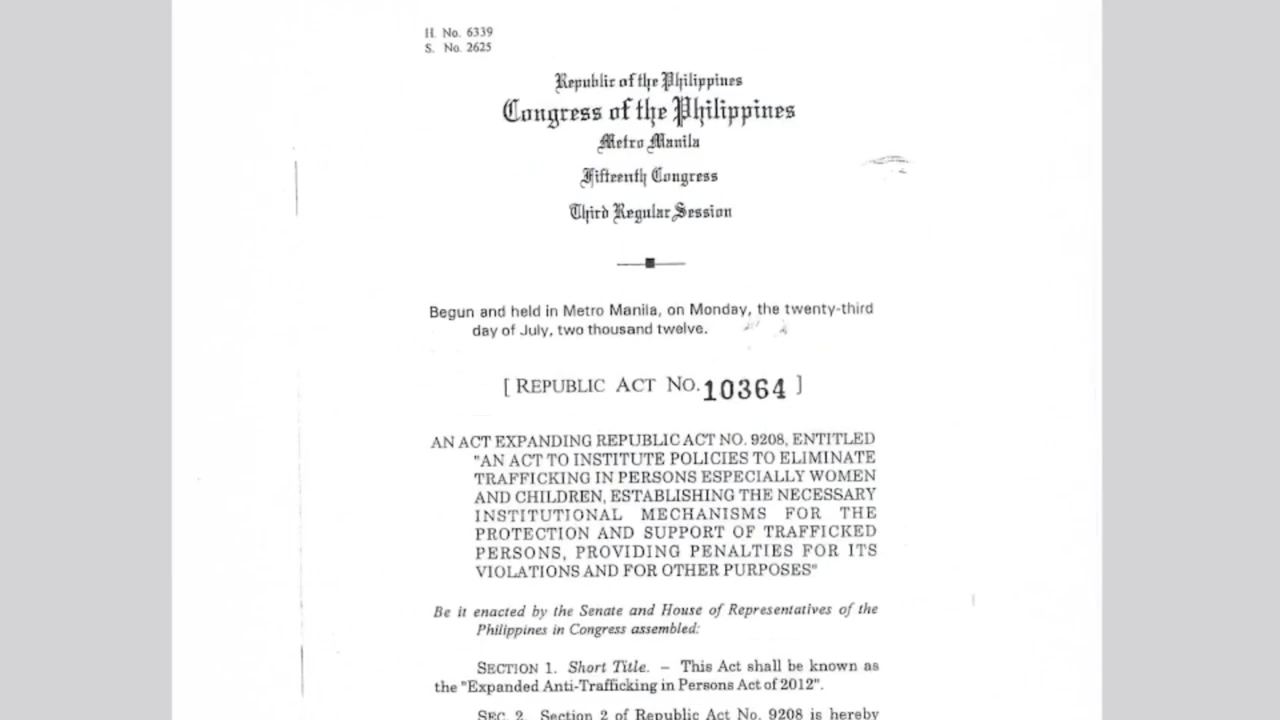 H. No. 6339
S. No. 2625
Republic of the Philippines
Congress of the Philippines
Metro Manila
Fifteenth Congress
Third Regular Session
Begun and held in Metro Manila, on Monday, the twenty-third
day of July, two thousand twelve.
[ REPUBLIC ACT NO. 10364 ]
AN ACT EXPANDING REPUBLIC ACT NO. 9208, ENTITLED
"AN ACT TO INSTITUTE POLICIES TO ELIMINATE
TRAFFICKING IN PERSONS ESPECIALLY WOMEN
AND CHILDREN, ESTABLISHING THE NECESSARY
INSTITUTIONAL MECHANISMS FOR THE
PROTECTION AND SUPPORT OF TRAFFICKED
PERSONS, PROVIDING PENALTIES FOR ITS
VIOLATIONS AND FOR OTHER PURPOSES"
Be it enacted by the Senate and House of Representatives of the
Philippines in Congress assembled:
SECTION 1. Short Title. – This Act shall be known as
the "Expanded Anti-Trafficking in Persons Act of 2012".
SEC. 2. Section 2 of Republic Act No. 9208 is hereby